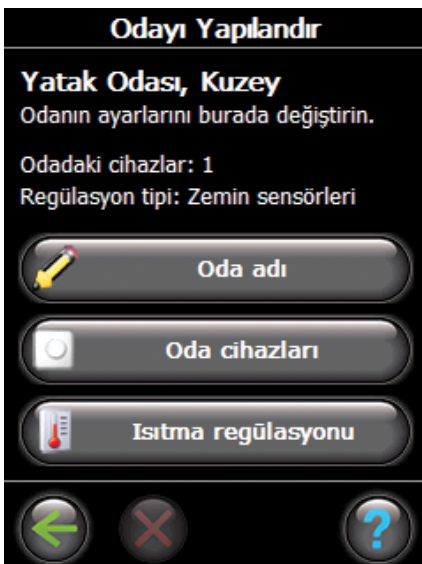 Odayı Yapılandır
Yatak Odası, Kuzey
Odanın ayarlarını burada değiştirin.
Odadaki cihazlar: 1
Regülasyon tipi: Zemin sensörleri
Oda adı
Oda cihazları
Isıtma regülasyonu
?